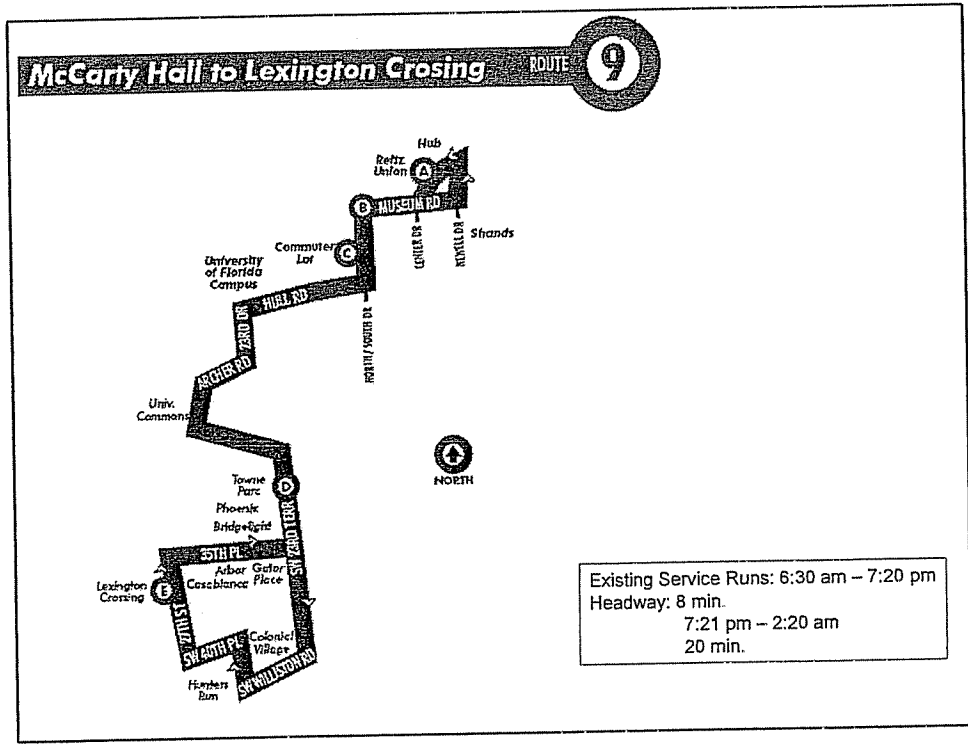 McCarty Hall to Lexington Crosing
ROUTE 9
Hub
Reitz
Union
A
B
MUSEUM RD
CENTER DR
NEWELL DR
Shands
Commuter
Lot
C
University
of Florida
Campus
HULL RD
23RD DR
NORTH/SOUTH DR
ARCHER RD
Univ.
Commons
NORTH
Towne
Parc
D
Phoenix
Bridgelight
SW 23RD TERR
35TH PL
Arbor
Casablanca
Gator
Place
Lexington
Crossing
E
27TH ST
SW 40TH PL
Colonial
Village
Hunters
Run
SW WILLISTON RD
Existing Service Runs: 6:30 am – 7:20 pm
Headway: 8 min.
7:21 pm – 2:20 am
20 min.